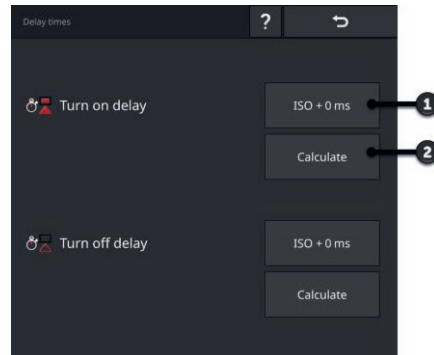 Delay times
?
Turn on delay
ISO + 0 ms
1
Calculate
2
Turn off delay
ISO + 0 ms
Calculate